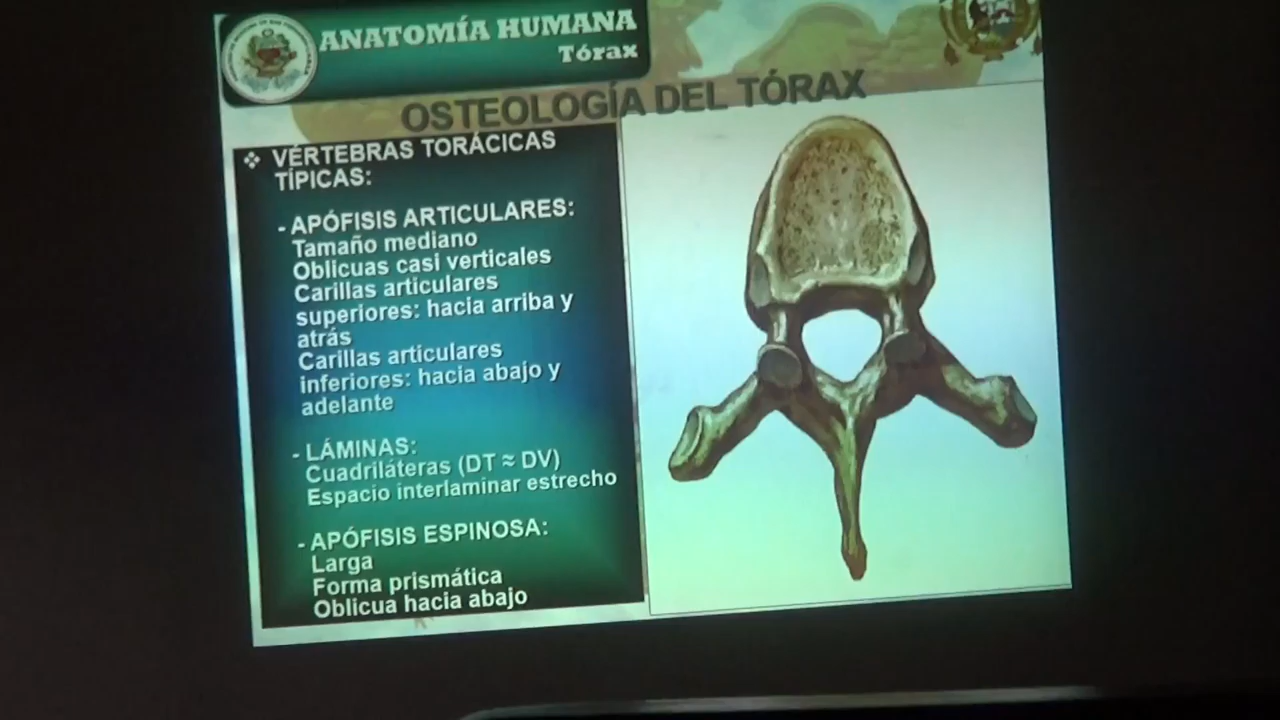 ANATOMÍA HUMANA
Tórax
OSTEOLOGÍA DEL TÓRAX
❖ VÉRTEBRAS TORÁCICAS
TÍPICAS:
- APÓFISIS ARTICULARES:
Tamaño mediano
Oblicuas casi verticales
Carillas articulares
superiores: hacia arriba y
atrás
Carillas articulares
inferiores: hacia abajo y
adelante
- LÁMINAS:
Cuadriláteras (DT ≈ DV)
Espacio interlaminar estrecho
- APÓFISIS ESPINOSA:
Larga
Forma prismática
Oblicua hacia abajo